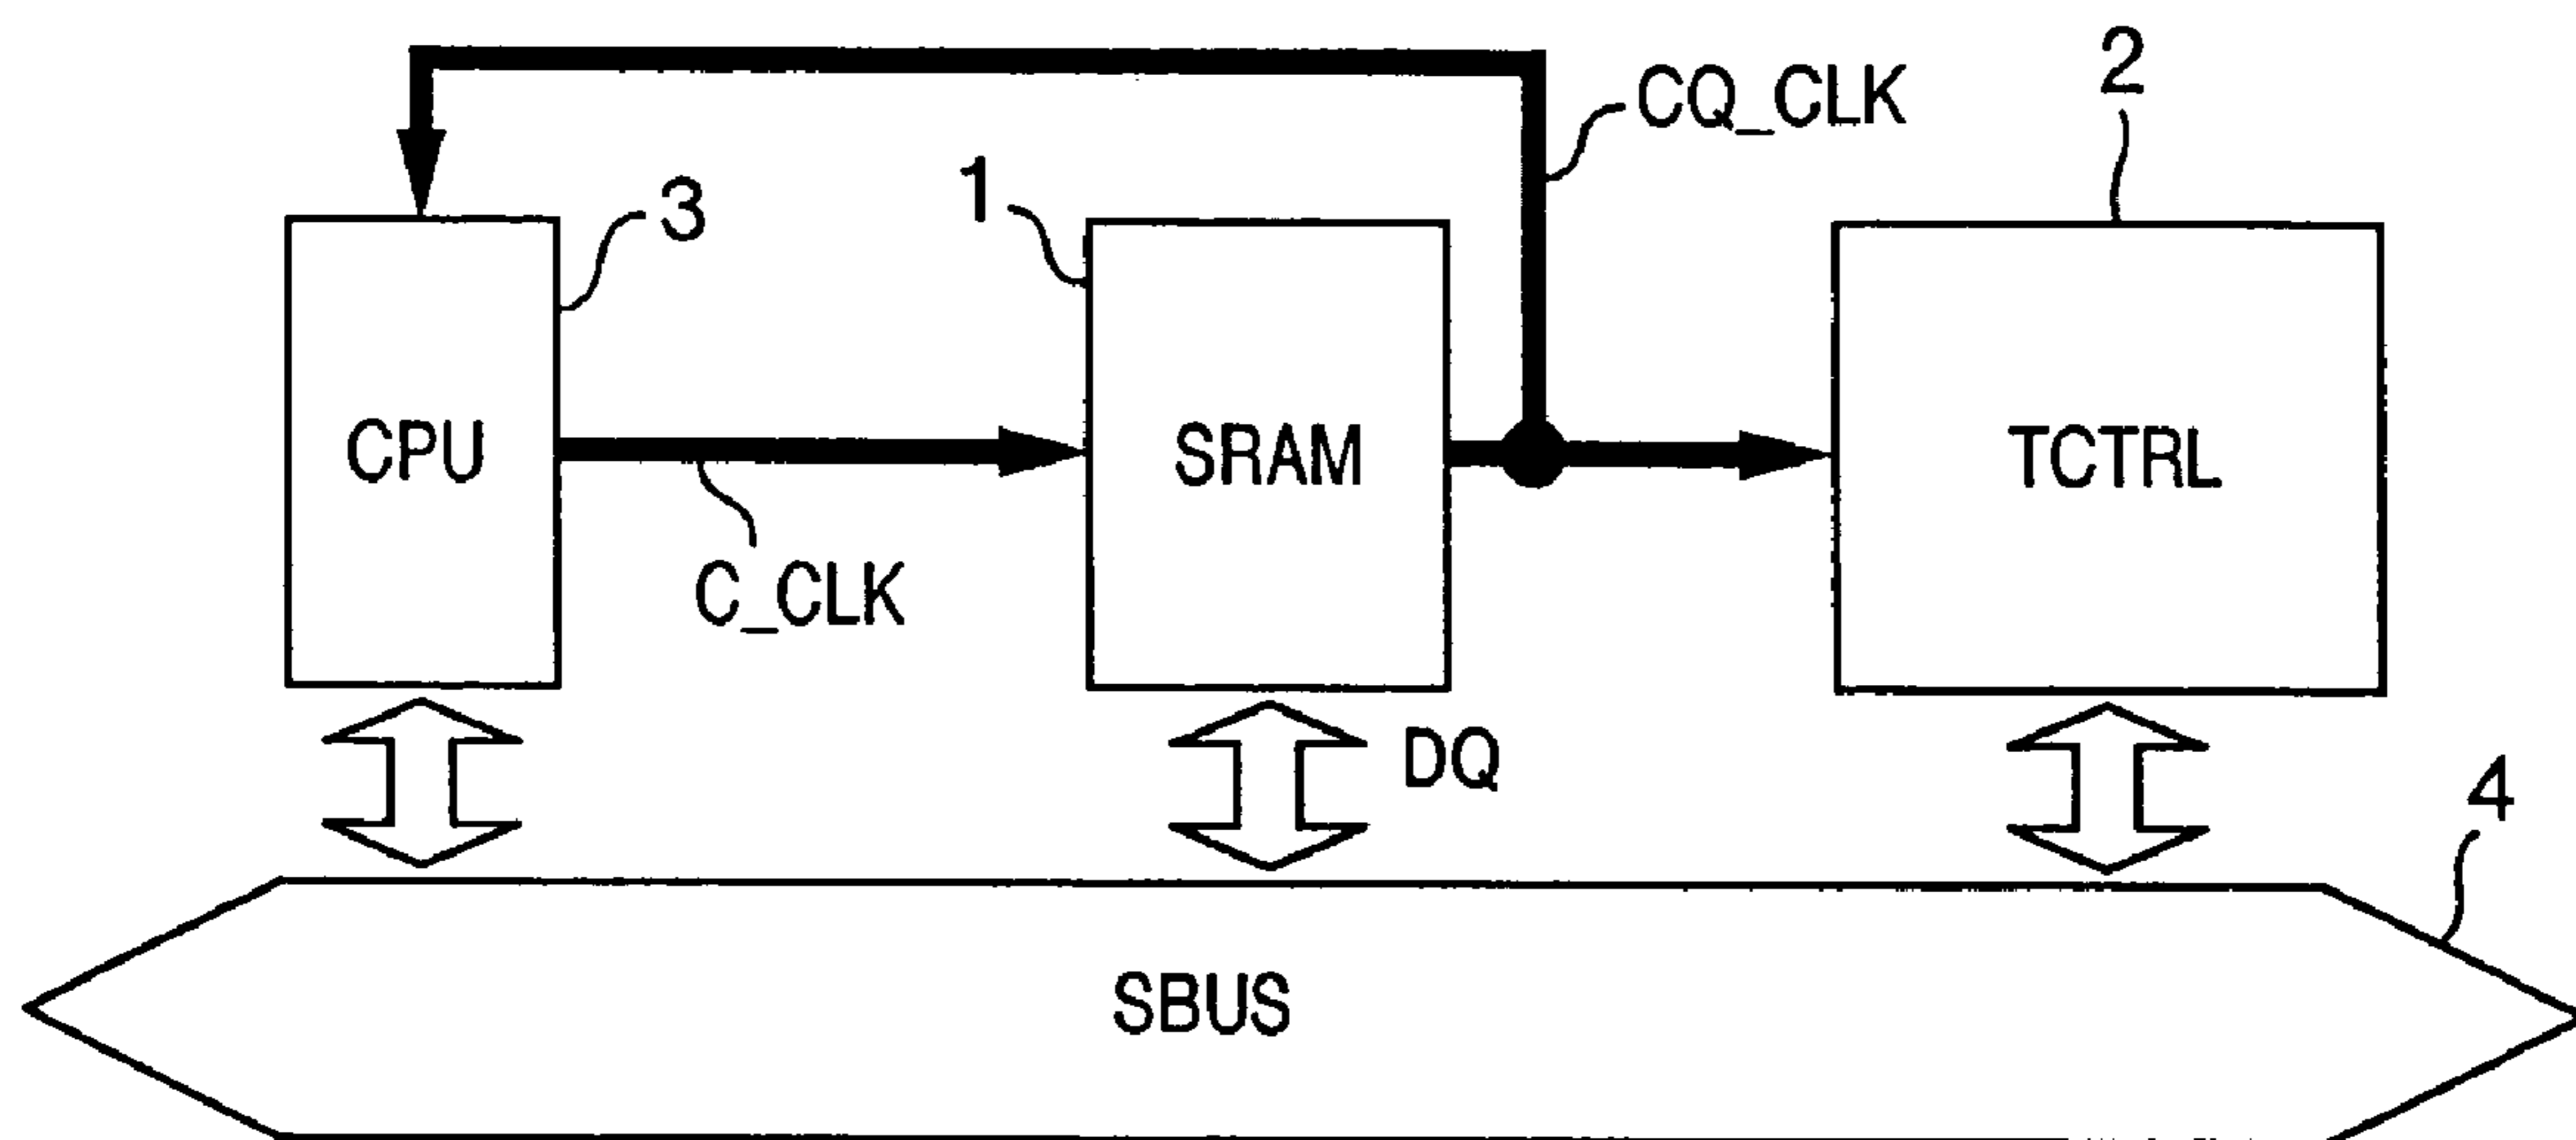 2
CQ_CLK
3
1
CPU
SRAM
TCTRL
C_CLK
DQ
4
SBUS